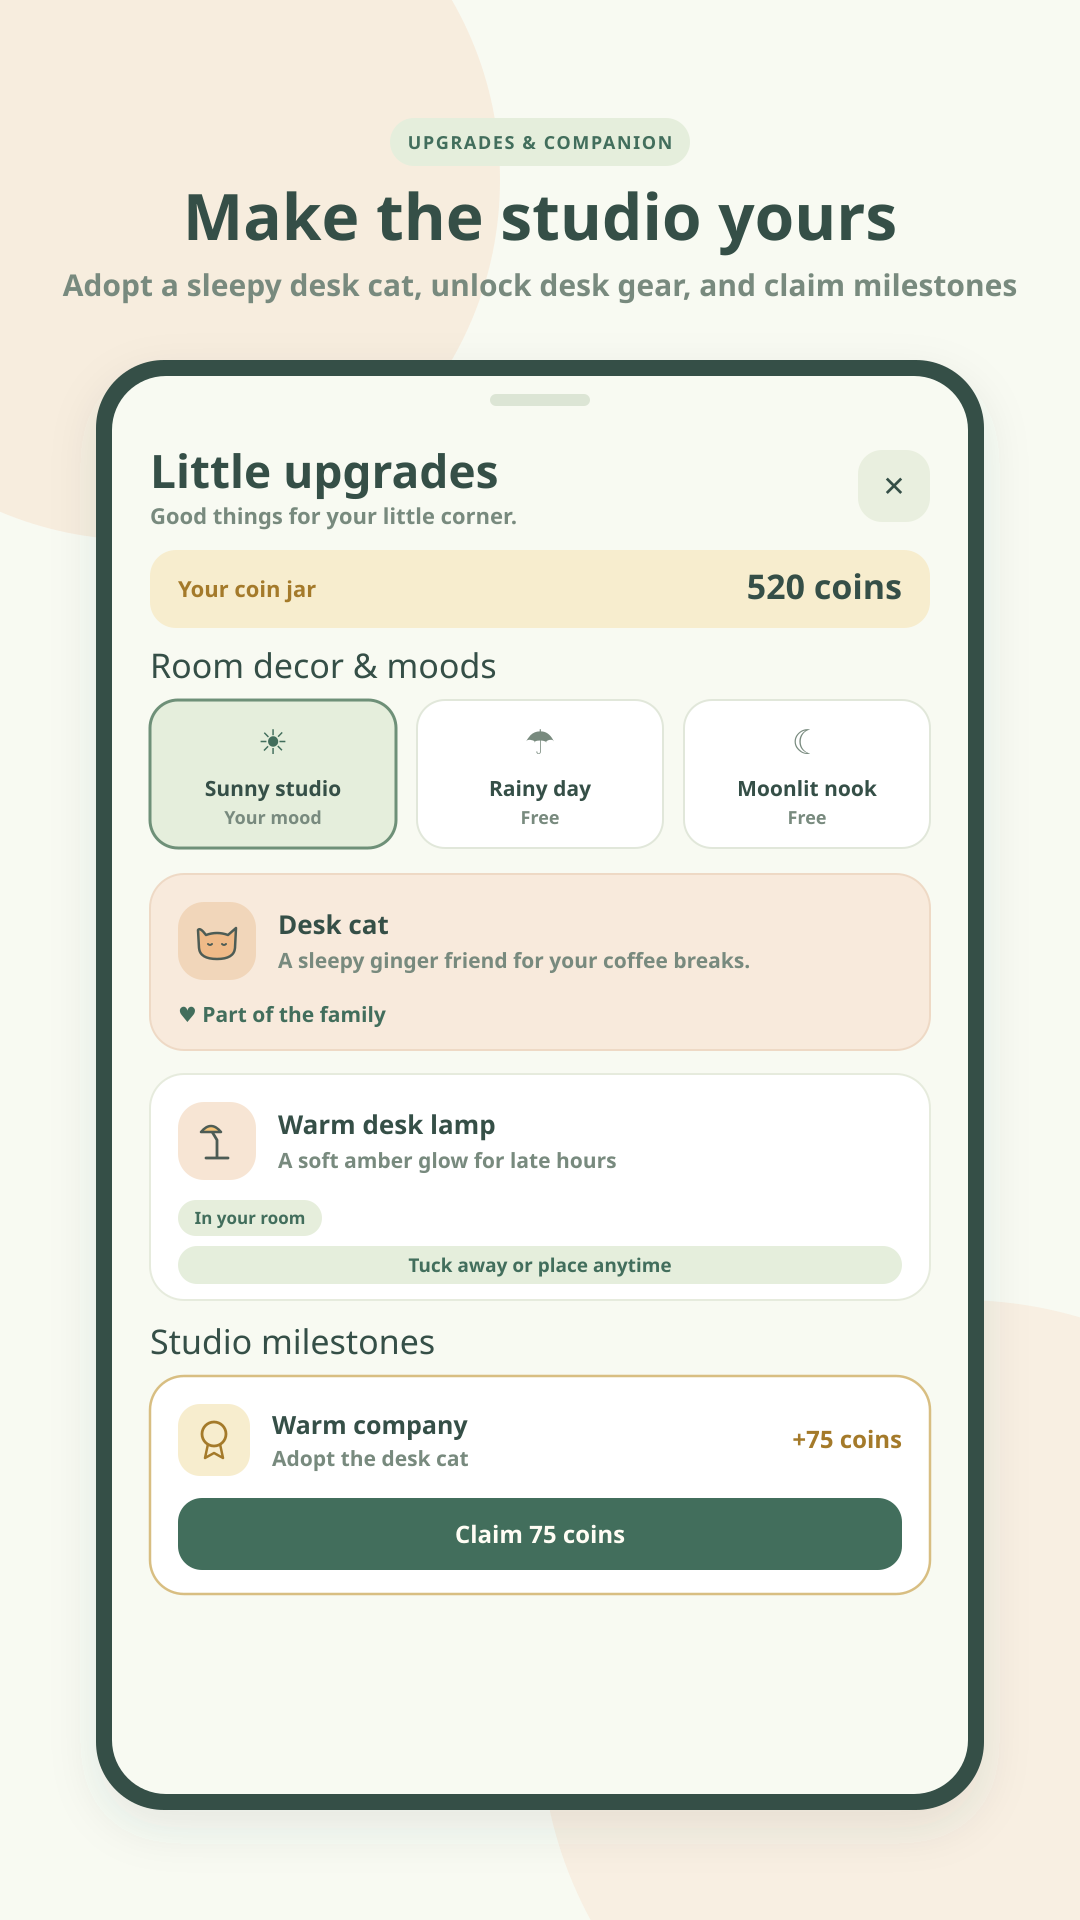 UPGRADES & COMPANION
Make the studio yours
Adopt a sleepy desk cat, unlock desk gear, and claim milestones
Little upgrades
Good things for your little corner.
✕
Your coin jar
520 coins
Room decor & moods
☀
Sunny studio
Your mood
☂
Rainy day
Free
☾
Moonlit nook
Free
Desk cat
A sleepy ginger friend for your coffee breaks.
♥ Part of the family
Warm desk lamp
A soft amber glow for late hours
In your room
Tuck away or place anytime
Studio milestones
Warm company
Adopt the desk cat
+75 coins
Claim 75 coins